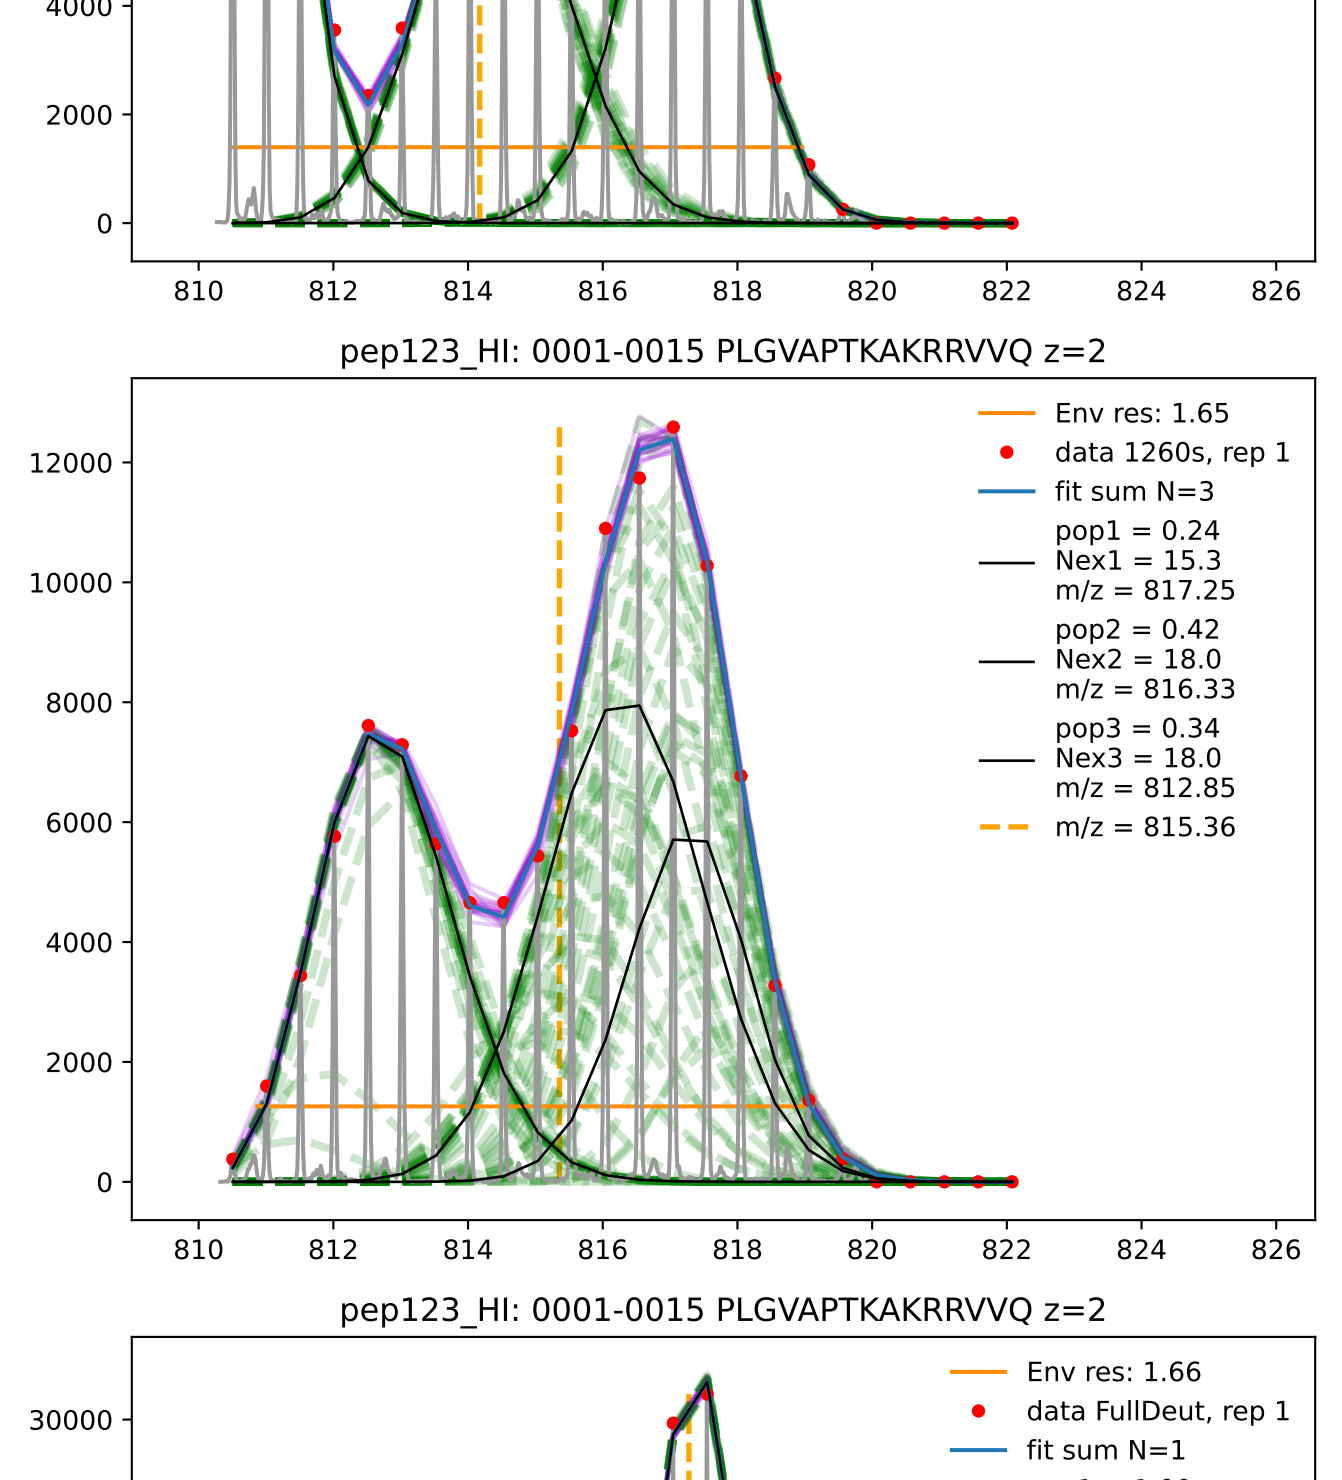 4000
2000
0
810 812 814 816 818 820 822 824 826
pep123_HI: 0001-0015 PLGVAPTKAKRRVVQ z=2
12000
10000
8000
6000
4000
2000
0
Env res: 1.65
data 1260s, rep 1
fit sum N=3
pop1 = 0.24
Nex1 = 15.3
m/z = 817.25
pop2 = 0.42
Nex2 = 18.0
m/z = 816.33
pop3 = 0.34
Nex3 = 18.0
m/z = 812.85
m/z = 815.36
810 812 814 816 818 820 822 824 826
pep123_HI: 0001-0015 PLGVAPTKAKRRVVQ z=2
30000
Env res: 1.66
data FullDeut, rep 1
fit sum N=1